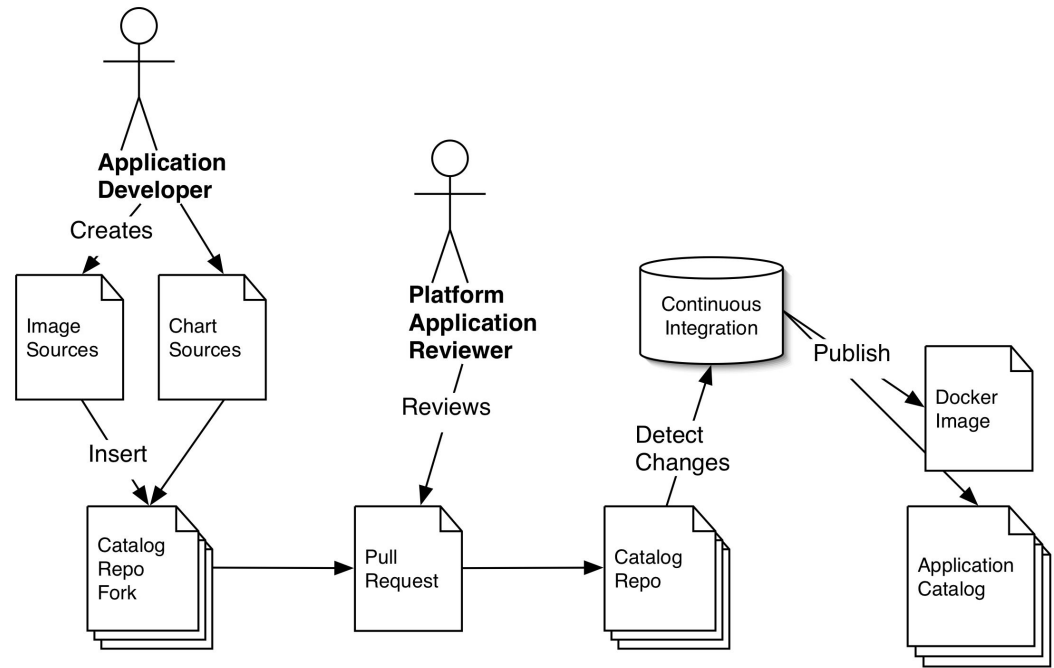 Application
Developer
Creates
Image
Sources
Chart
Sources
Insert
Catalog
Repo
Fork
Platform
Application
Reviewer
Reviews
Pull
Request
Continuous
Integration
Detect
Changes
Catalog
Repo
Publish
Docker
Image
Application
Catalog